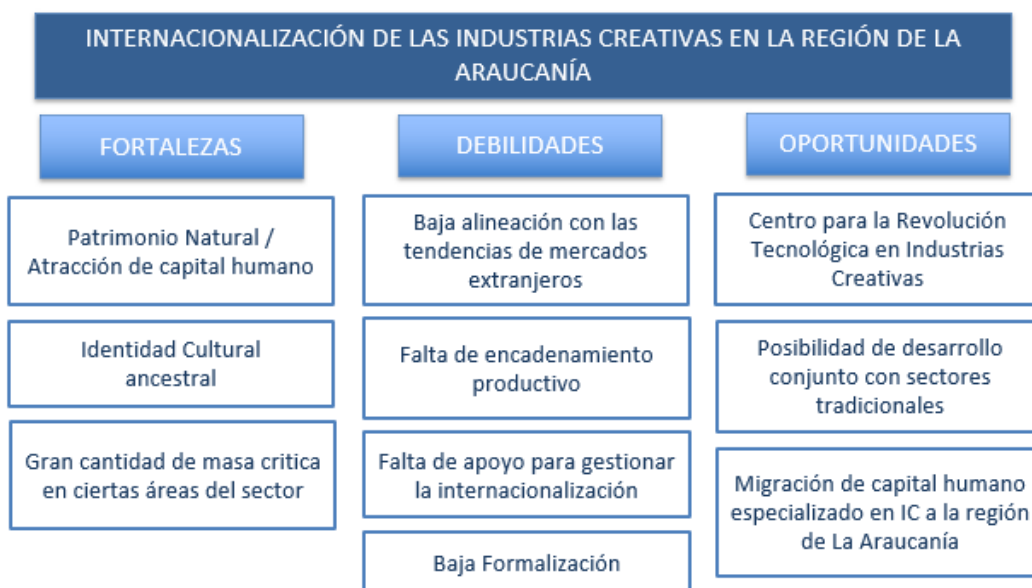 INTERNACIONALIZACIÓN DE LAS INDUSTRIAS CREATIVAS EN LA REGIÓN DE LA
ARAUCANÍA
FORTALEZAS
Patrimonio Natural /
Atracción de capital humano
Identidad Cultural
ancestral
Gran cantidad de masa critica
en ciertas áreas del sector
DEBILIDADES
Baja alineación con las
tendencias de mercados
extranjeros
Falta de encadenamiento
productivo
Falta de apoyo para gestionar
la internacionalización
Baja Formalización
OPORTUNIDADES
Centro para la Revolución
Tecnológica en Industrias
Creativas
Posibilidad de desarrollo
conjunto con sectores
tradicionales
Migración de capital humano
especializado en IC a la región
de La Araucanía